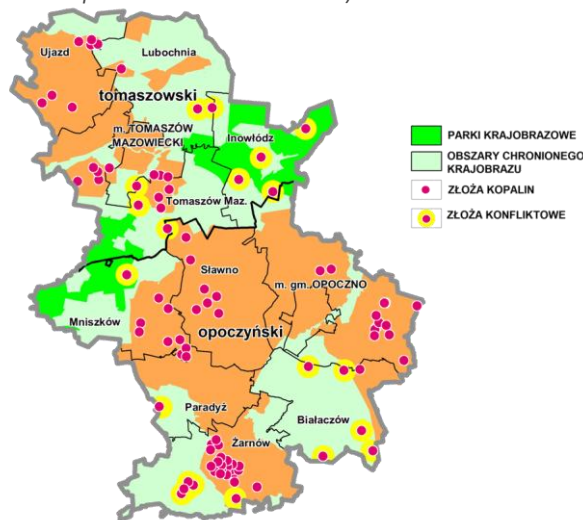 Ujazd
Lubochnia
tomaszowski
m., TOMASZÓW
MAZOWIECKI
Inowłódz
Tomaszów Maz.
Sławno
m. gm., OPOCZNO
Mniszków
opoczyński
Paradyż
Białaczów
Żarnów
PARKI KRAJOBRAZOWE
OBSZARY CHRONIONEGO
KRAJOBRAZU
ZŁOŻA KOPALIN
ZŁOŻA KONFLIKTOWE